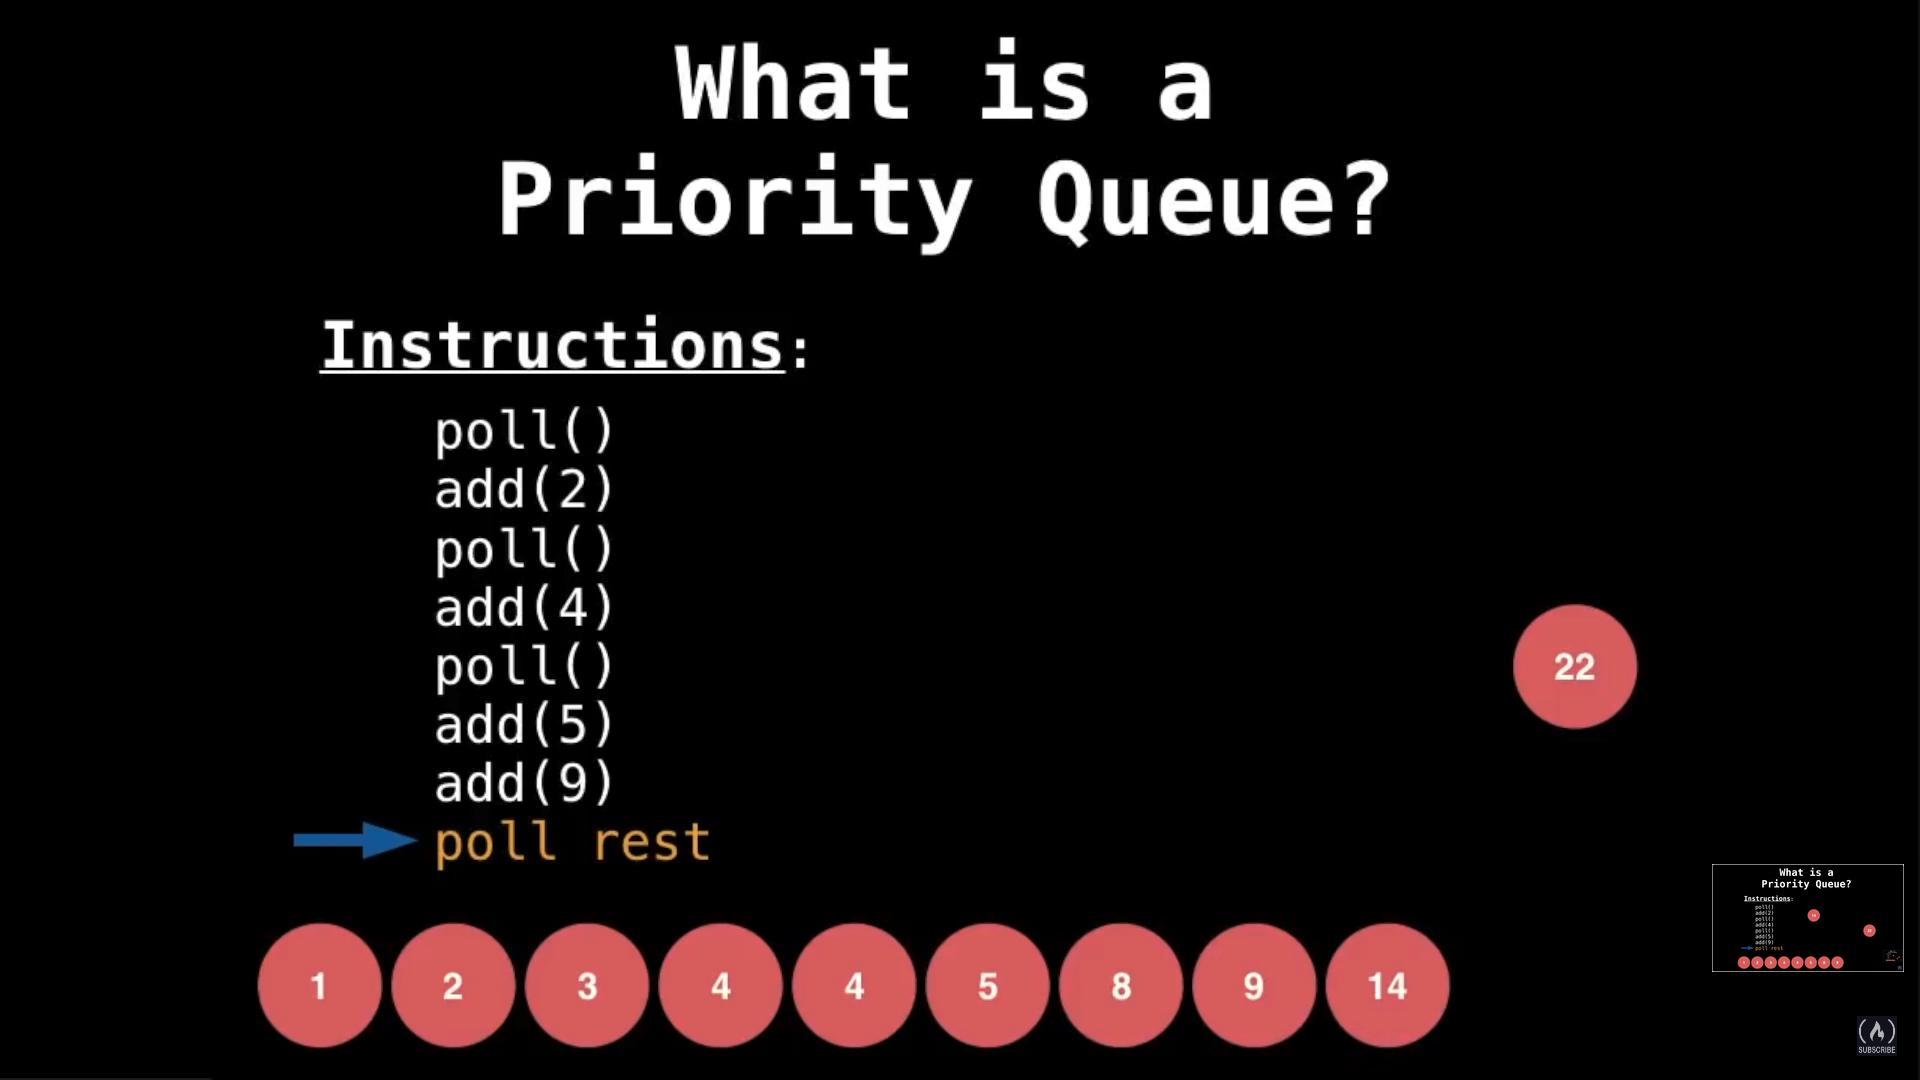 What is a
Priority Queue?
Instructions:
poll()
add(2)
poll()
add(4)
poll()
add(5)
add(9)
poll rest
22
1 2 3 4 4 5 8 9 14
What is a
Priority Queue?
Instructions:
poll()
add(2)
poll()
add(4)
poll()
add(5)
add(9)
poll rest
SUBSCRIBE